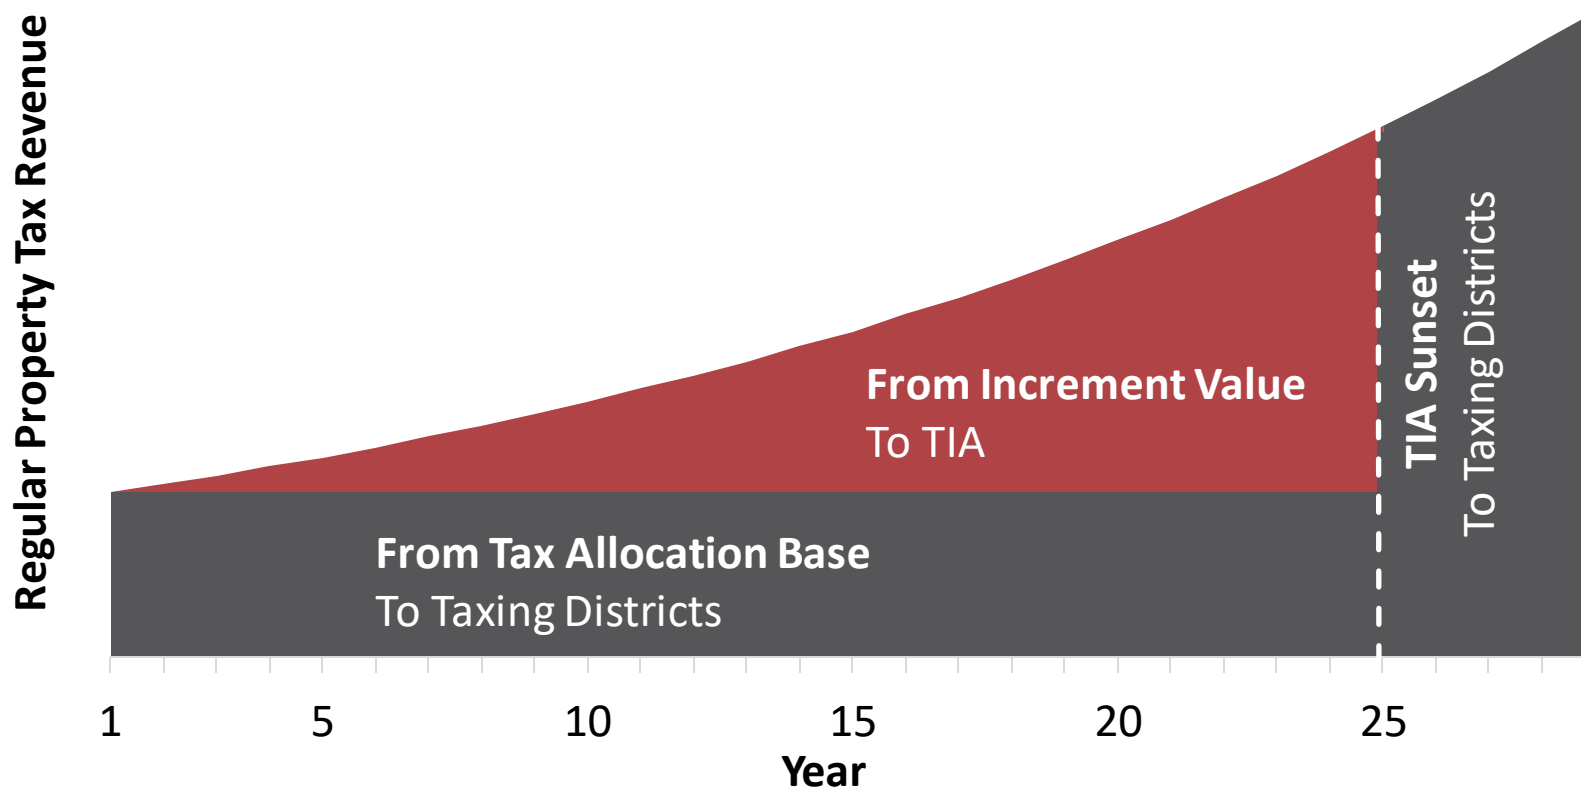 Regular Property Tax Revenue
From Increment Value
To TIA
From Tax Allocation Base
To Taxing Districts
TIA Sunset
To Taxing Districts
1 5 10 15 20 25
Year